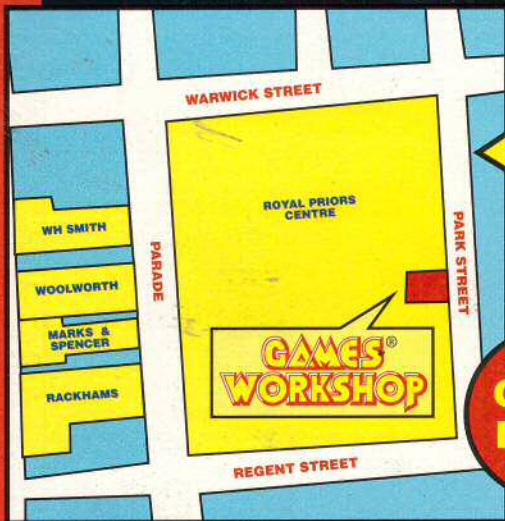 WARWICK STREET
ROYAL PRIORS
CENTRE
WH SMITH
PARADE
PARK STREET
WOOLWORTH
MARKS &
SPENCER
GAMES®
WORKSHOP
RACKHAMS
REGENT STREET